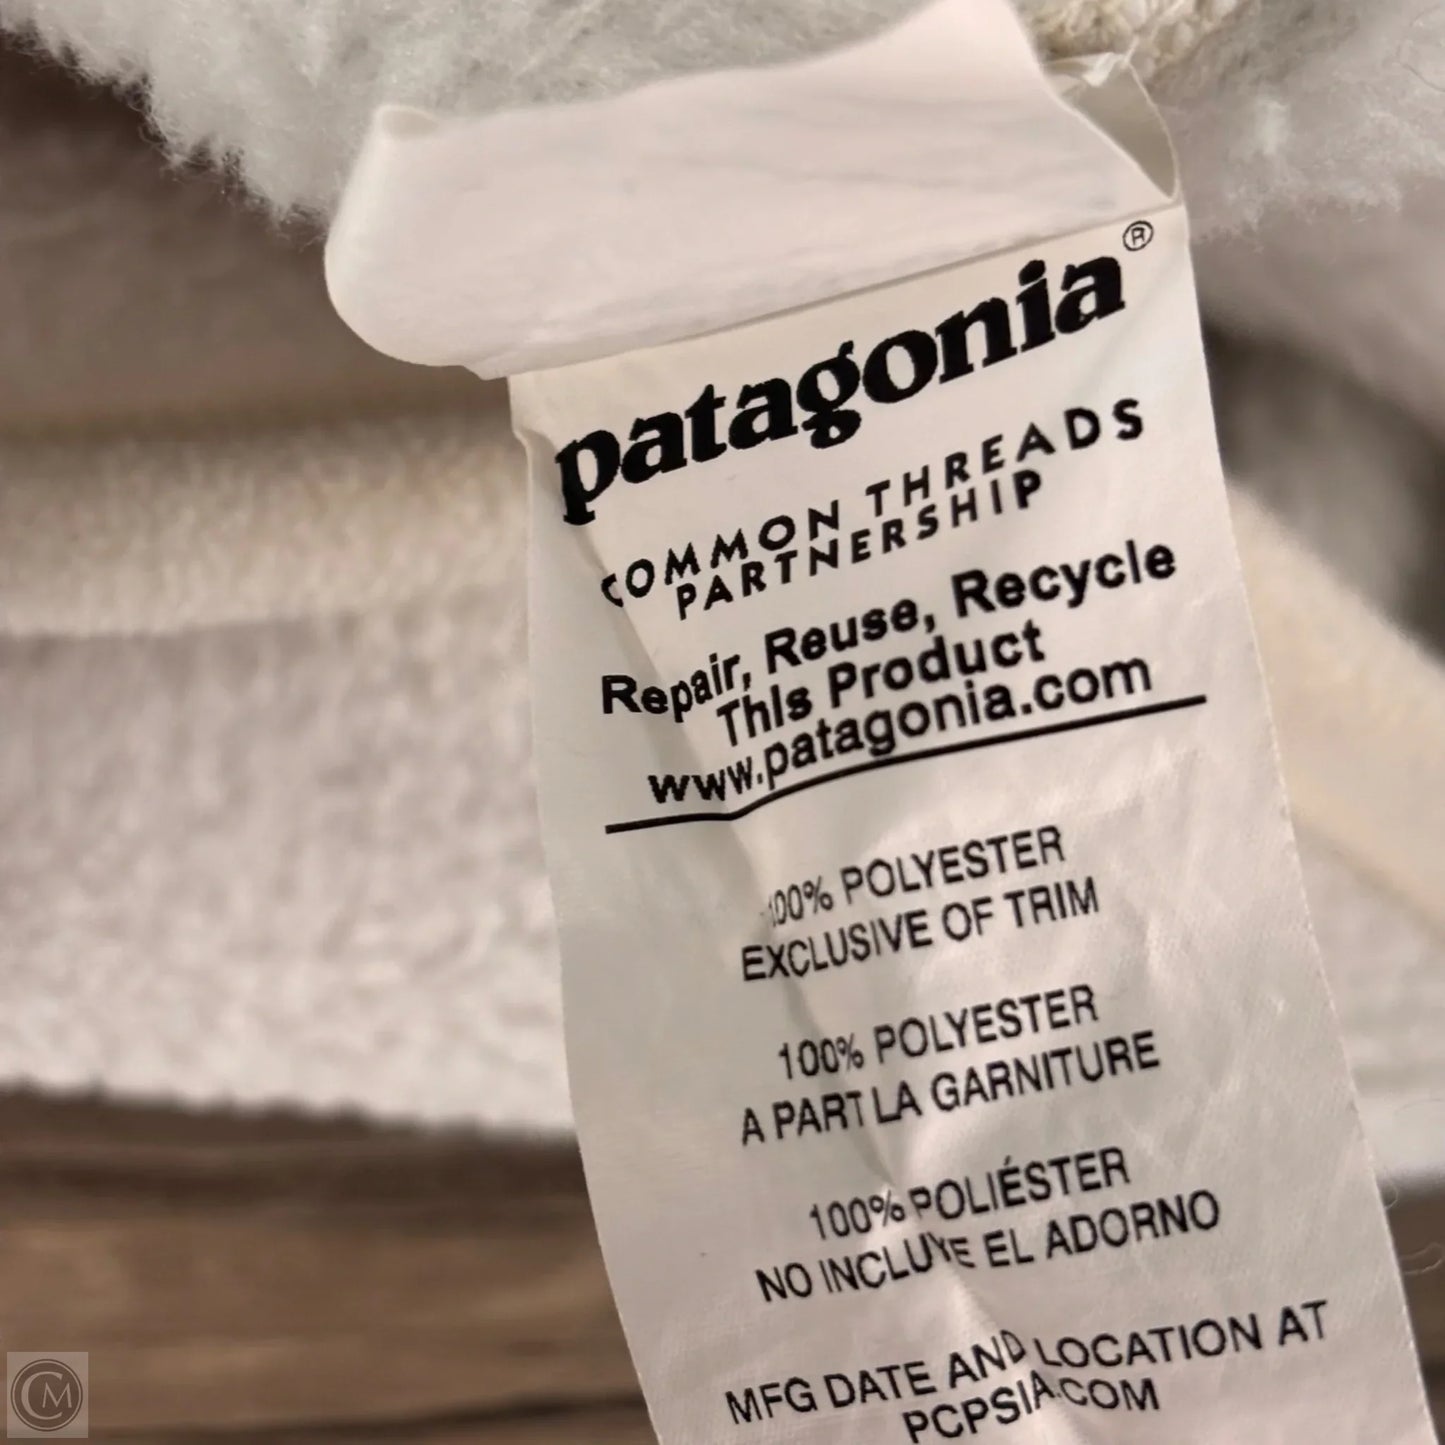 patagonia®
COMMON THREADS
PARTNERSHIP
Repair, Reuse, Recycle
This Product
www.patagonia.com
100% POLYESTER
EXCLUSIVE OF TRIM
100% POLYESTER
A PART LA GARNITURE
100% POLIÉSTER
NO INCLUYE EL ADORNO
MFG DATE AND LOCATION AT
PCPSIA.COM
CM